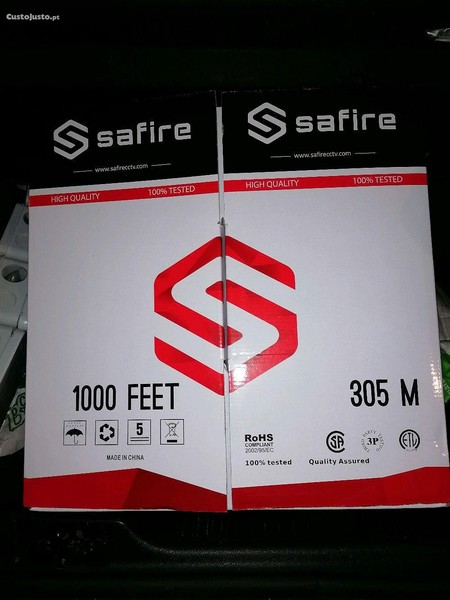 CustoJusto.pt
safire
www.safirecctv.com
HIGH QUALITY 100% TESTED
1000 FEET
5
MADE IN CHINA
safire
www.safirecctv.com
HIGH QUALITY 100% TESTED
305 M
RoHS
COMPLIANT
2002/95/EC
100% tested
Quality Assured
3P